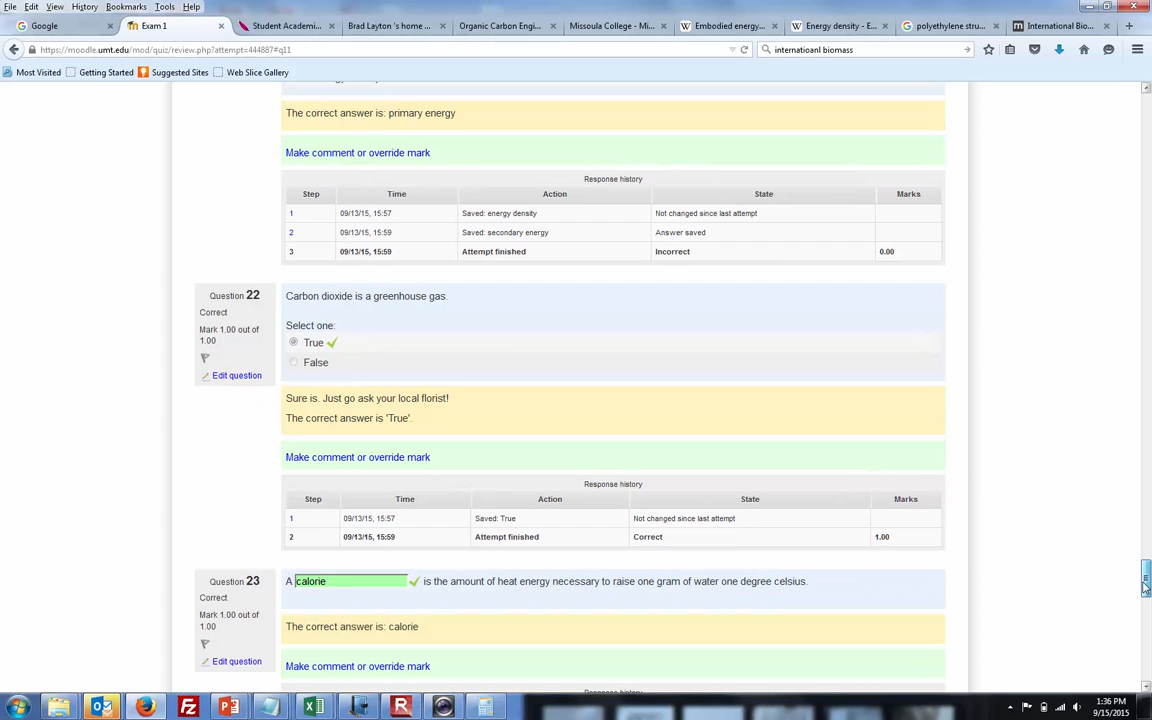 File Edit View History Bookmarks Tools Help
Google
Exam 1
Student Academi...
Brad Layton 's home ...
Organic Carbon Engi...
Missoula College - Mi...
Embodied energy...
Energy density - E...
polyethylene stru...
International Bio...
https://moodle.umt.edu/mod/quiz/review.php?attempt=444887#q11
internatioanl biomass
Most Visited Getting Started Suggested Sites Web Slice Gallery
The correct answer is: primary energy
Make comment or override mark
Response history
Step Time Action State Marks
1 09/13/15, 15:57 Saved: energy density Not changed since last attempt
2 09/13/15, 15:59 Saved: secondary energy Answer saved
3 09/13/15, 15:59 Attempt finished Incorrect 0.00
Question 22
Correct
Mark 1.00 out of
1.00
Edit question
Carbon dioxide is a greenhouse gas.
Select one:
True
False
Sure is. Just go ask your local florist!
The correct answer is 'True'.
Make comment or override mark
Response history
Step Time Action State Marks
1 09/13/15, 15:57 Saved: True Not changed since last attempt
2 09/13/15, 15:59 Attempt finished Correct 1.00
Question 23
Correct
Mark 1.00 out of
1.00
Edit question
A calorie is the amount of heat energy necessary to raise one gram of water one degree celsius.
The correct answer is: calorie
Make comment or override mark
1:36 PM
9/15/2015